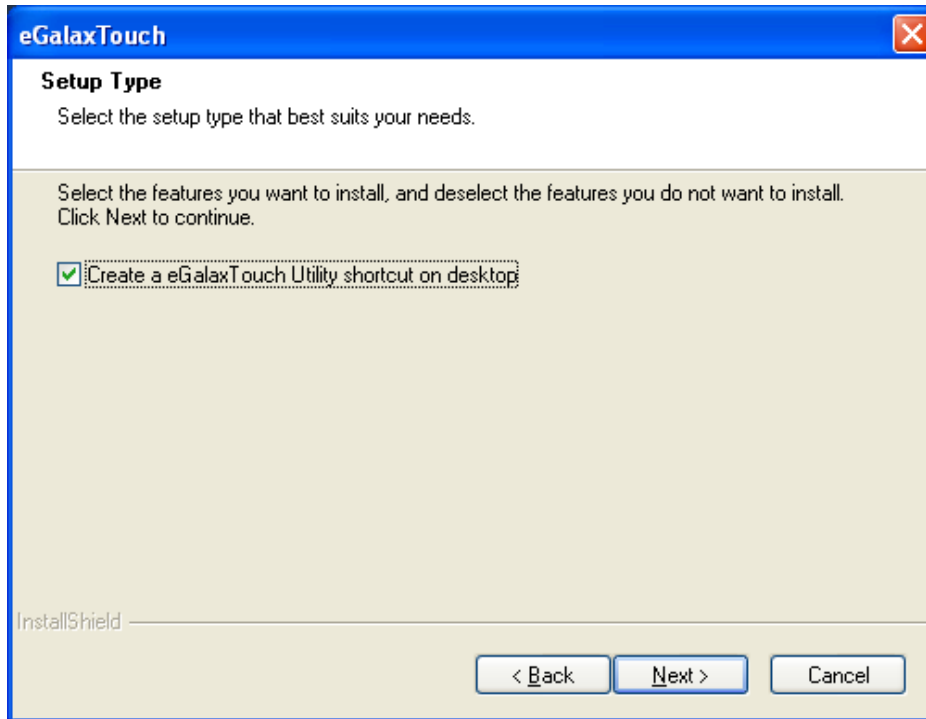 eGalaxTouch
Setup Type
Select the setup type that best suits your needs.
Select the features you want to install, and deselect the features you do not want to install.
Click Next to continue.
Create a eGalaxTouch Utility shortcut on desktop
InstallShield
< Back Next > Cancel